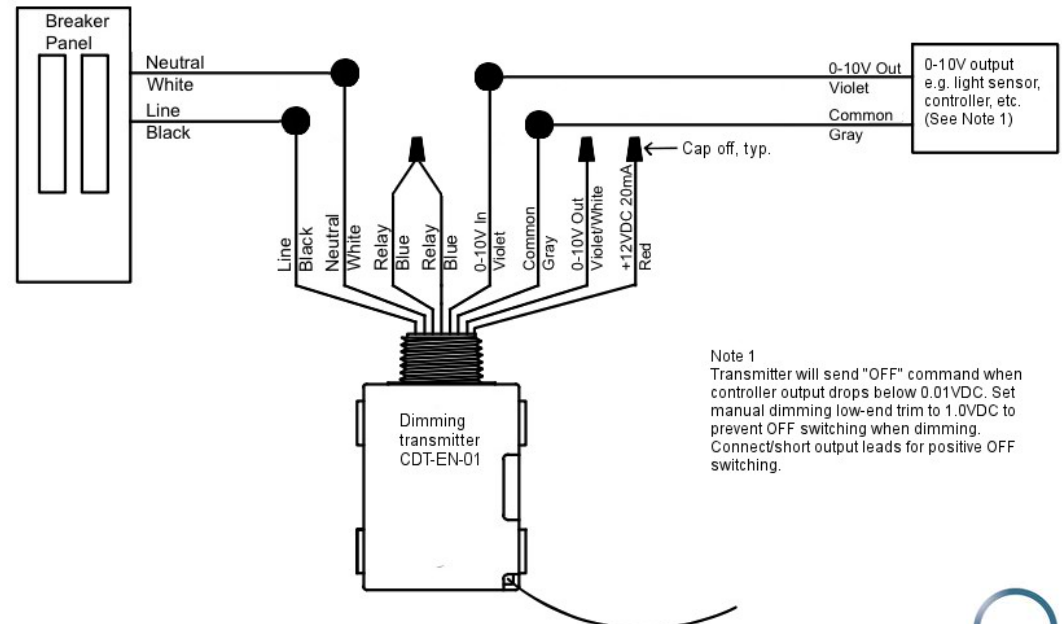 Breaker
Panel
Neutral
White
Line
Black
0-10V Out
Violet
Common
Gray
0-10V output
e.g. light sensor,
controller, etc.
(See Note 1)
Cap off, typ.
Line
Black
Neutral
White
Relay
Blue
Relay
Blue
0-10V In
Violet
Common
Gray
0-10V Out
Violet/White
+12VDC 20mA
Red
Dimming
transmitter
CDT-EN-01
Note 1
Transmitter will send "OFF" command when
controller output drops below 0.01VDC. Set
manual dimming low-end trim to 1.0VDC to
prevent OFF switching when dimming.
Connect/short output leads for positive OFF
switching.